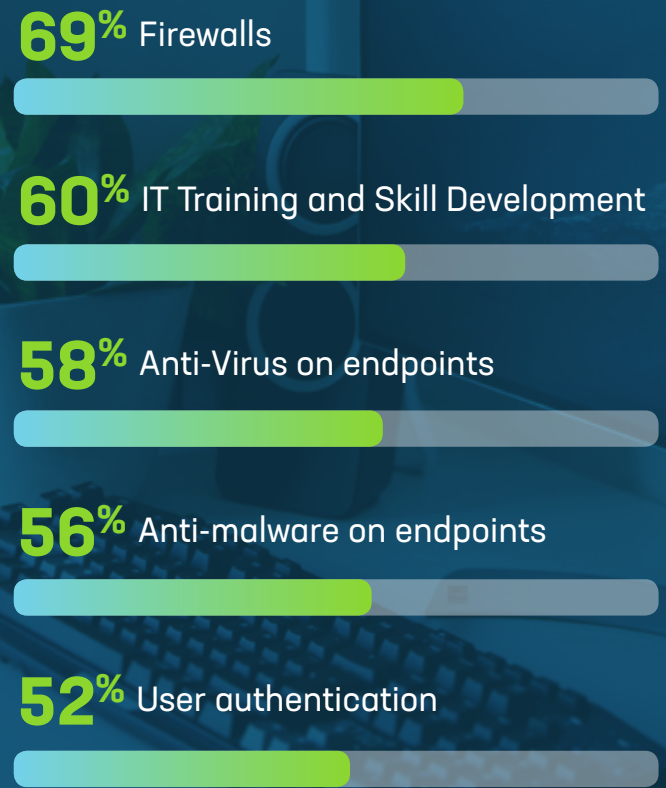 69% Firewalls
60% IT Training and Skill Development
58% Anti-Virus on endpoints
56% Anti-malware on endpoints
52% User authentication